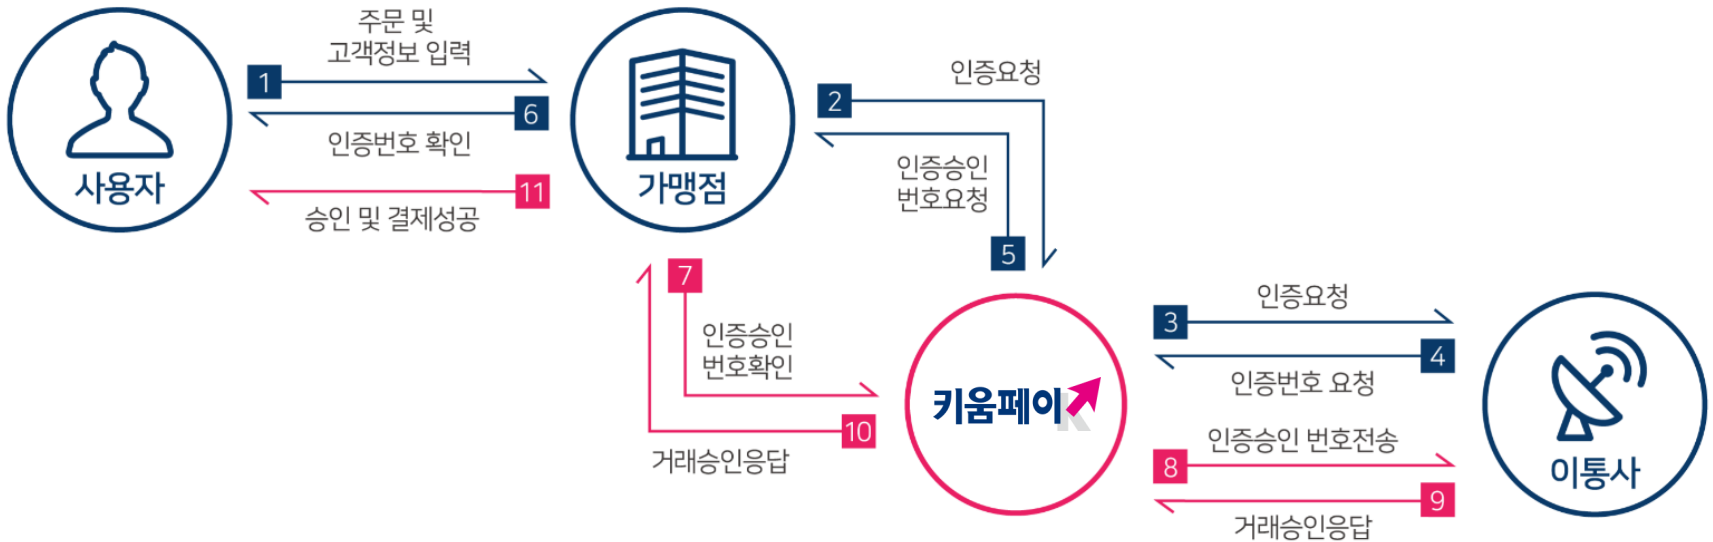 주문 및
고객정보 입력
1
6
인증번호 확인
11
승인 및 결제성공
사용자
가맹점
2
인증요청
인증승인
번호요청
5
7
인증승인
번호확인
10
거래승인응답
키움페이
K
3
인증요청
4
인증번호 요청
인증승인 번호전송
8
9
거래승인응답
이통사